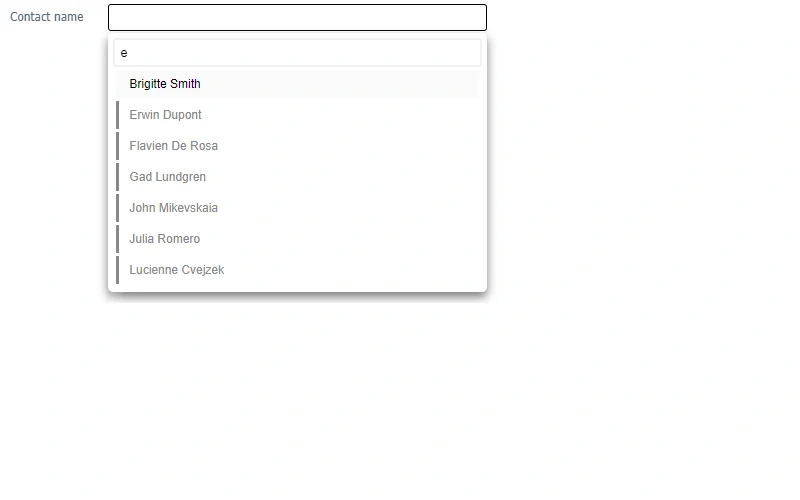 Contact name
e
Brigitte Smith
Erwin Dupont
Flavien De Rosa
Gad Lundgren
John Mikevskaia
Julia Romero
Lucienne Cvejzek